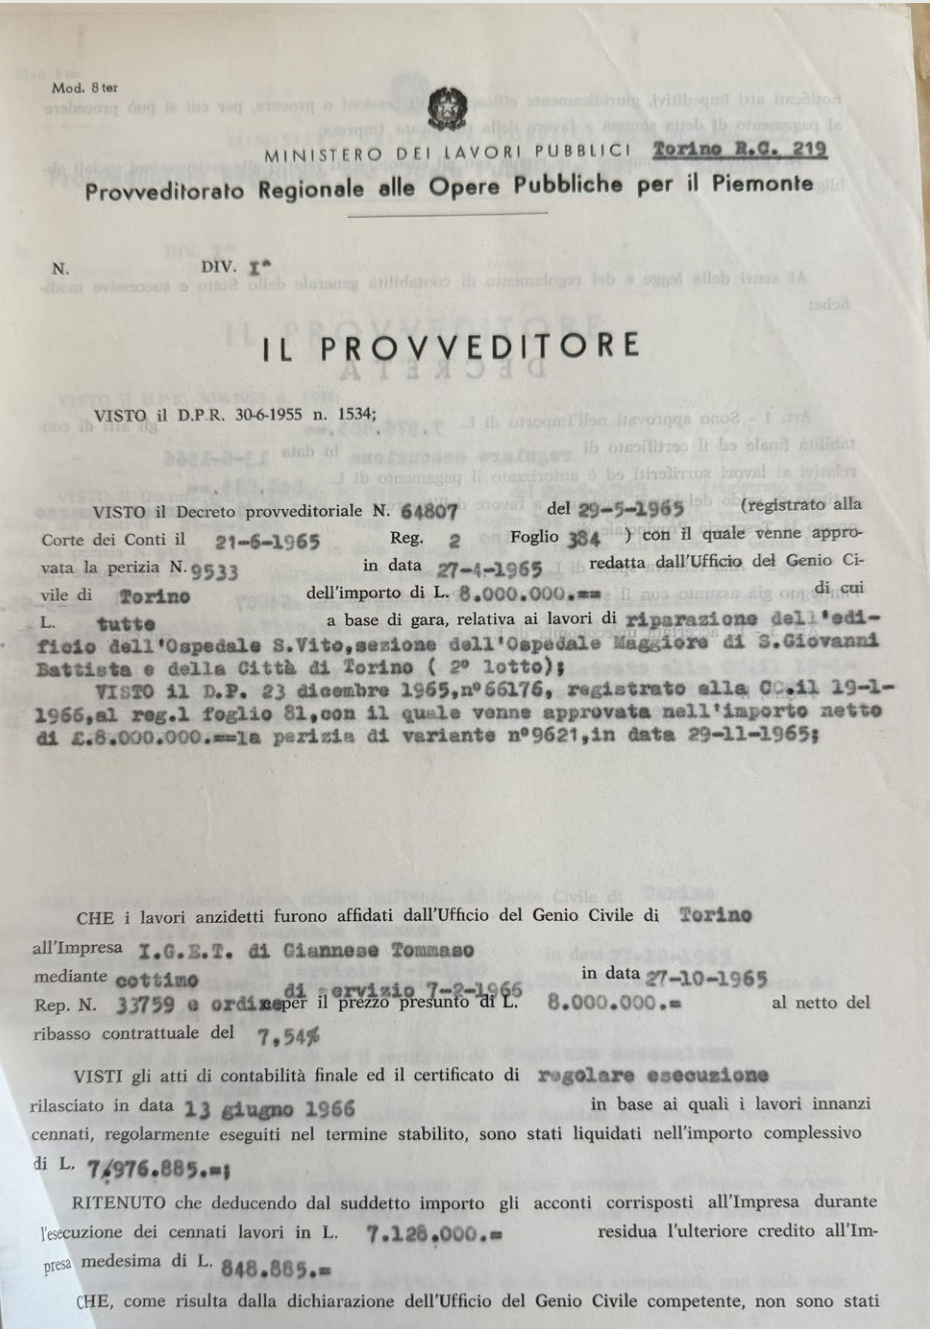 Mod. 8 ter
MINISTERO DEI LAVORI PUBBLICI Torino R.C. 219
Provveditorato Regionale alle Opere Pubbliche per il Piemonte
N. DIV. Iª
IL PROVVEDITORE
VISTO il D.P.R. 30-6-1955 n. 1534;
VISTO il Decreto provveditoriale N. 64807 del 29-5-1965 (registrato alla
Corte dei Conti il 21-6-1965 Reg. 2 Foglio 384 ) con il quale venne appro-
vata la perizia N. 9533 in data 27-4-1965 redatta dall'Ufficio del Genio Ci-
vile di Torino dell'importo di L. 8.000.000.== di cui
L. tutte a base di gara, relativa ai lavori di riparazione dell'edi-
ficio dell'Ospedale S.Vito,sezione dell'Ospedale Maggiore di S.Giovanni
Battista e della Città di Torino ( 2º lotto);
VISTO il D.P. 23 dicembre 1965,nº66176, registrato alla CC.il 19-1-
1966,al reg.1 foglio 81,con il quale venne approvata nell'importo netto
di £.8.000.000.==la perizia di variante nº9621,in data 29-11-1965;
CHE i lavori anzidetti furono affidati dall'Ufficio del Genio Civile di Torino
all'Impresa I.G.E.T. di Giannese Tommaso
mediante cottimo in data 27-10-1965
di servizio 7-2-1966
Rep. N. 33759 e ordine per il prezzo presunto di L. 8.000.000.= al netto del
ribasso contrattuale del 7,54%
VISTI gli atti di contabilità finale ed il certificato di regolare esecuzione
rilasciato in data 13 giugno 1966 in base ai quali i lavori innanzi
cennati, regolarmente eseguiti nel termine stabilito, sono stati liquidati nell'importo complessivo
di L. 7.976.885.=;
RITENUTO che deducendo dal suddetto importo gli acconti corrisposti all'Impresa durante
l'esecuzione dei cennati lavori in L. 7.128.000.= residua l'ulteriore credito all'Im-
presa medesima di L. 848.885.=
CHE, come risulta dalla dichiarazione dell'Ufficio del Genio Civile competente, non sono stati